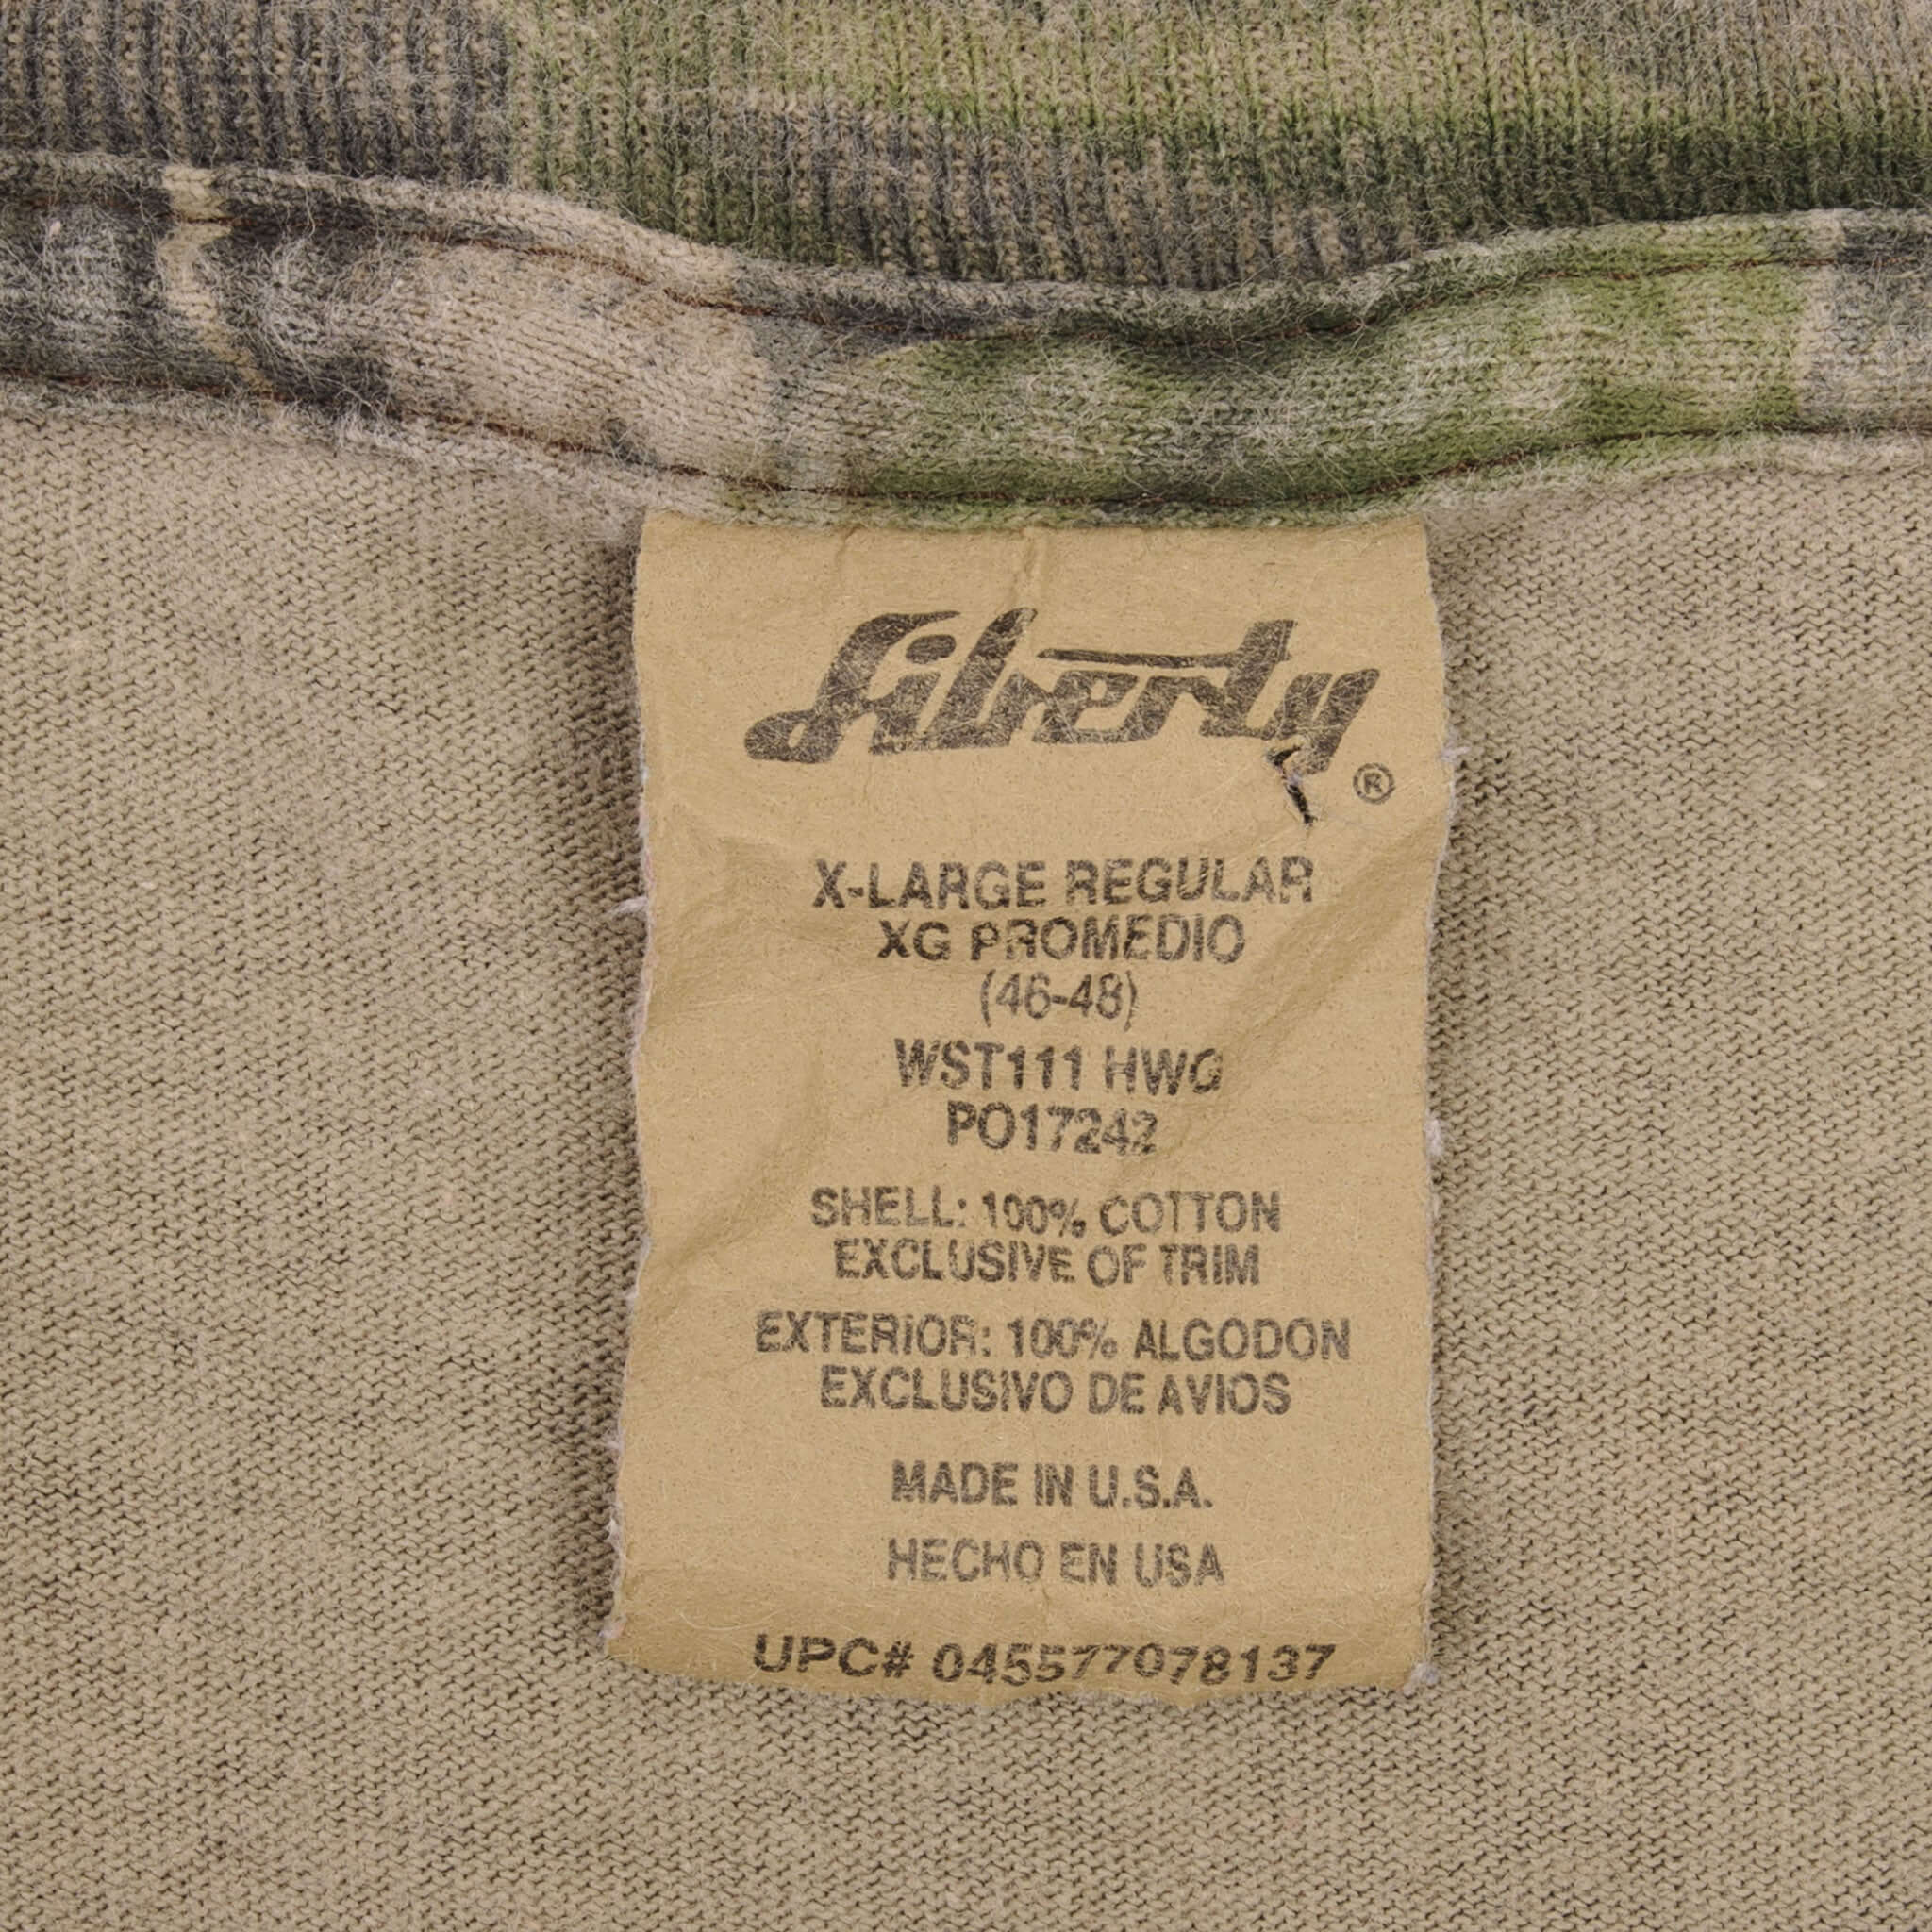 Liberty
®
X-LARGE REGULAR
XG PROMEDIO
(46-48)
WST111 HWG
PO17242
SHELL: 100% COTTON
EXCLUSIVE OF TRIM
EXTERIOR: 100% ALGODON
EXCLUSIVO DE AVIOS
MADE IN U.S.A.
HECHO EN USA
UPC# 045577078137